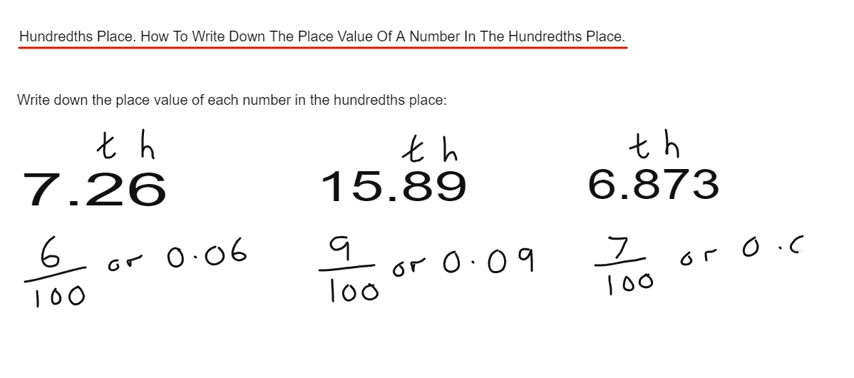 Hundredths Place. How To Write Down The Place Value Of A Number In The Hundredths Place.
Write down the place value of each number in the hundredths place:
t h t h t h
7.26 15.89 6.873
6/100 or 0.06 9/100 or 0.09 7/100 or 0.